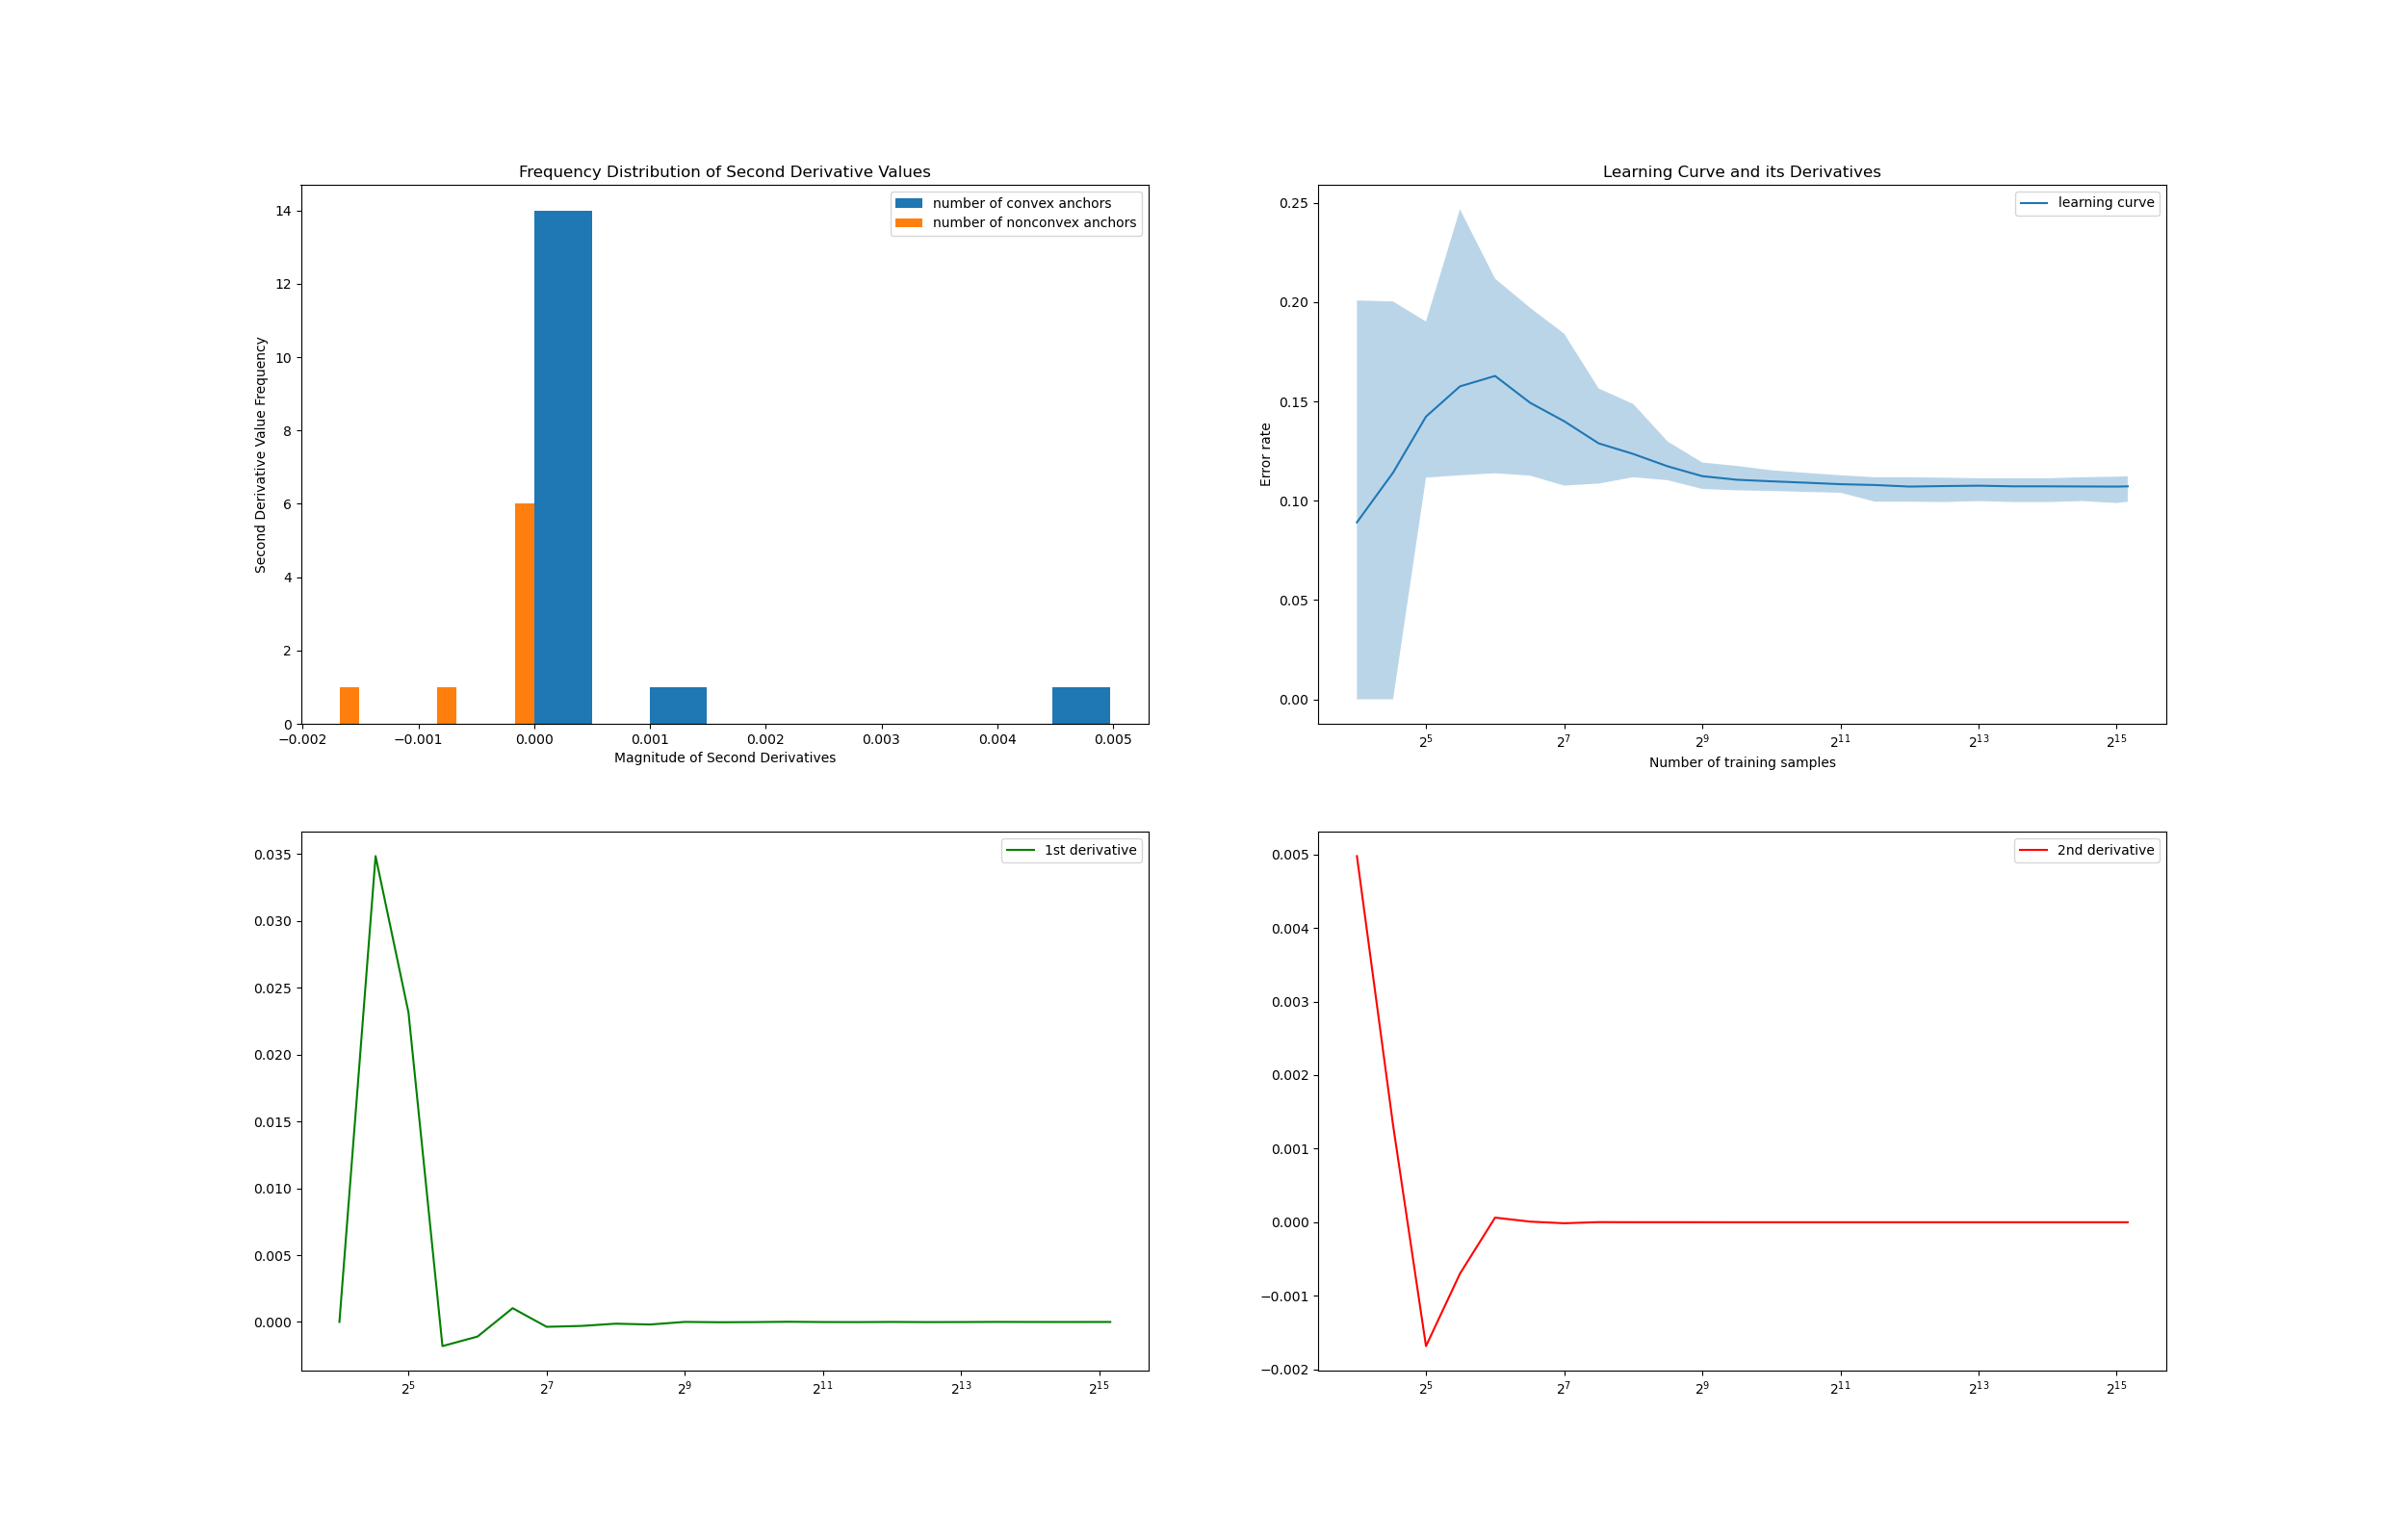 Frequency Distribution of Second Derivative Values
number of convex anchors
number of nonconvex anchors
Second Derivative Value Frequency
14
12
10
8
6
4
2
0
−0.002 −0.001 0.000 0.001 0.002 0.003 0.004 0.005
Magnitude of Second Derivatives
Learning Curve and its Derivatives
learning curve
Error rate
0.25
0.20
0.15
0.10
0.05
0.00
2^5 2^7 2^9 2^11 2^13 2^15
Number of training samples
1st derivative
0.035
0.030
0.025
0.020
0.015
0.010
0.005
0.000
2^5 2^7 2^9 2^11 2^13 2^15
2nd derivative
0.005
0.004
0.003
0.002
0.001
0.000
−0.001
−0.002
2^5 2^7 2^9 2^11 2^13 2^15